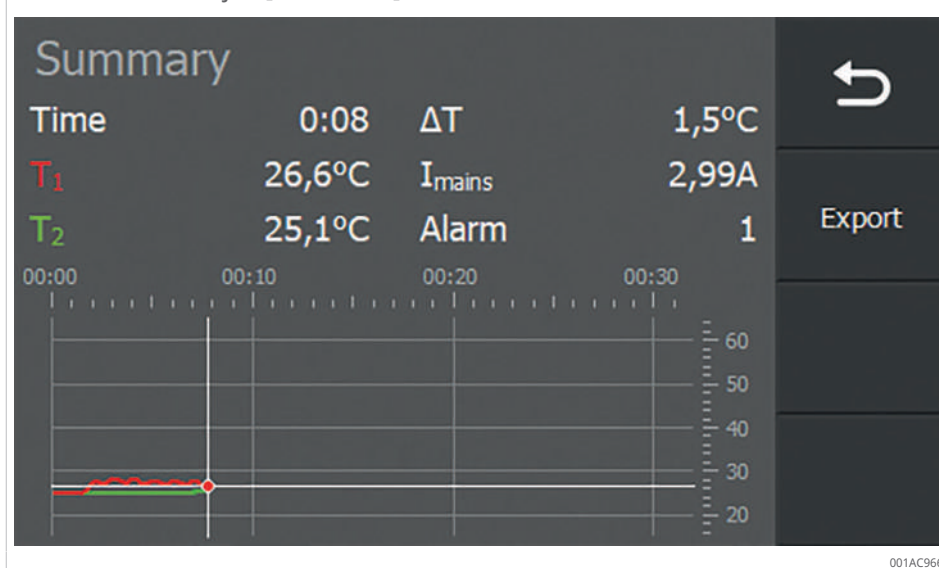 Summary
Time 0:08 ΔT 1,5°C
T₁ 26,6°C Imains 2,99A
T₂ 25,1°C Alarm 1
Export
00:00 00:10 00:20 00:30
60
50
40
30
20